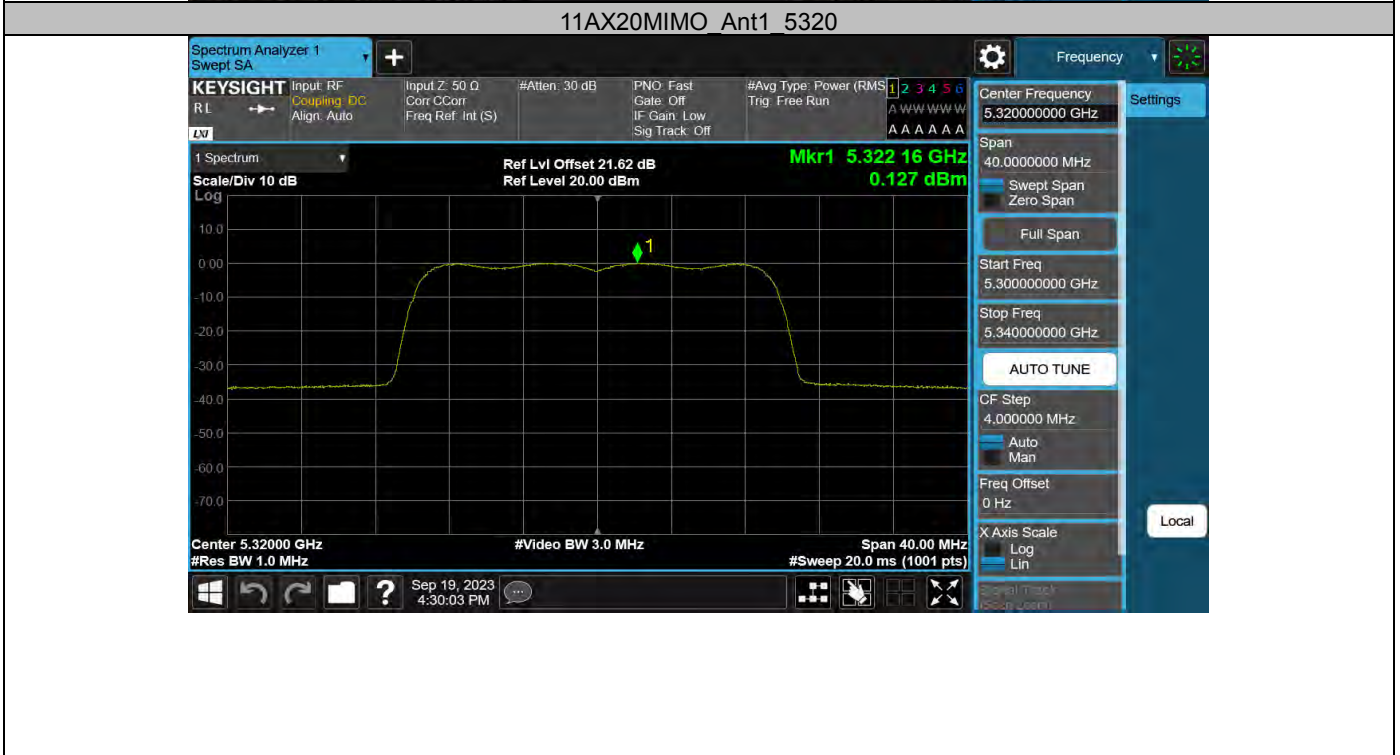 11AX20MIMO_Ant1_5320
Spectrum Analyzer 1
Swept SA
+
Frequency
KEYSIGHT
RL
LXI
Input: RF
Coupling: DC
Align: Auto
Input Z: 50 Ω
Corr CCorr
Freq Ref: Int (S)
#Atten: 30 dB
PNO: Fast
Gate: Off
IF Gain: Low
Sig Track: Off
#Avg Type: Power (RMS
Trig: Free Run
1 2 3 4 5 6
A W W W W W
A A A A A A
Center Frequency
5.320000000 GHz
Settings
Span
40.0000000 MHz
Swept Span
Zero Span
Full Span
Start Freq
5.300000000 GHz
Stop Freq
5.340000000 GHz
AUTO TUNE
CF Step
4.000000 MHz
Auto
Man
Freq Offset
0 Hz
X Axis Scale
Log
Lin
Local
1 Spectrum
Scale/Div 10 dB
Log
Ref Lvl Offset 21.62 dB
Ref Level 20.00 dBm
Mkr1 5.322 16 GHz
0.127 dBm
1
10.0
0.00
-10.0
-20.0
-30.0
-40.0
-50.0
-60.0
-70.0
Center 5.32000 GHz
#Video BW 3.0 MHz
Span 40.00 MHz
#Res BW 1.0 MHz
#Sweep 20.0 ms (1001 pts)
?
Sep 19, 2023
4:30:03 PM